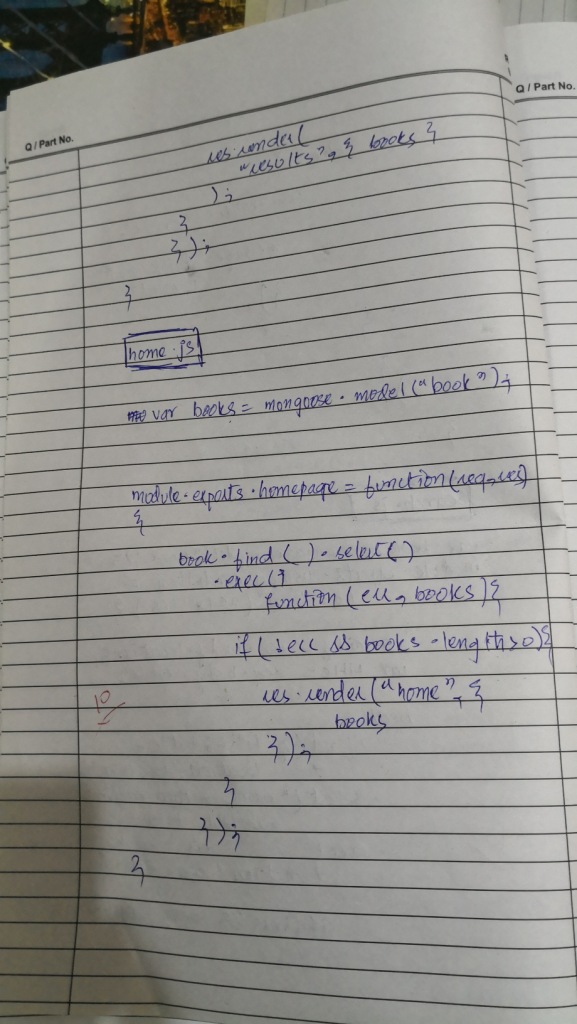 Q / Part No.
Q / Part No.
res.render(
"results", { books }
);
}
});
}
home.js
var books = mongoose.model("book");
module.exports.homepage = function(req, res)
{
book.find().select()
.exec(
function (err, books){
if (!err && books.length>0){
res.render("home", {
books
});
}
});
}
10